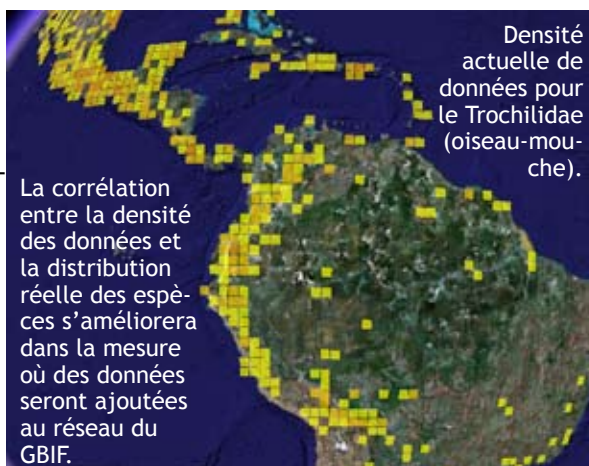 Densité
actuelle de
données pour
le Trochilidae
(oiseau-mou-
che).
La corrélation
entre la densité
des données et
la distribution
réelle des espè-
ces s’améliorera
dans la mesure
où des données
seront ajoutées
au réseau du
GBIF.